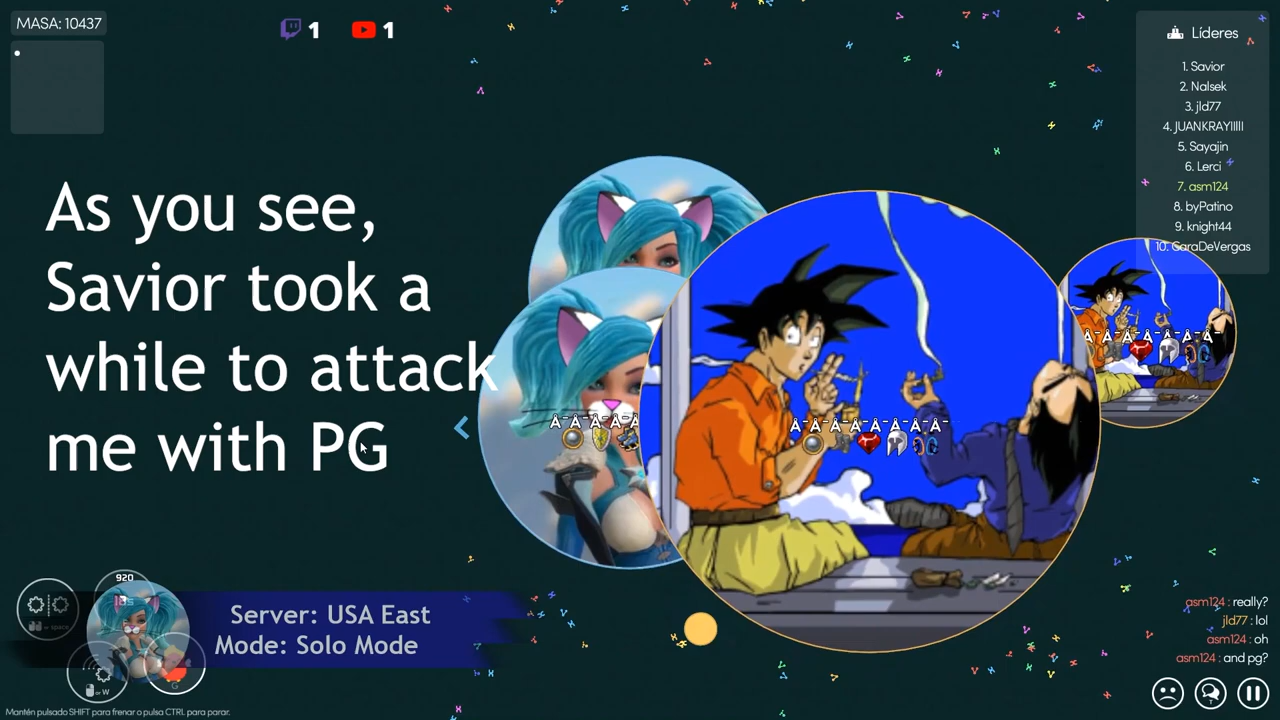 MASA: 10437
1
1
Líderes
1. Savior
2. Nalsek
3. jld77
4. JUANKRAYIIIII
5. Sayajin
6. Lerci
7. asm124
8. byPatino
9. knight44
10. CaraDeVergas
As you see,
Savior took a
while to attack
me with PG
920
or space
Server: USA East
Mode: Solo Mode
or W
G
asm124 : really?
jld77 : lol
asm124 : oh
asm124 : and pg?
Mantén pulsado SHIFT para frenar o pulsa CTRL para parar.